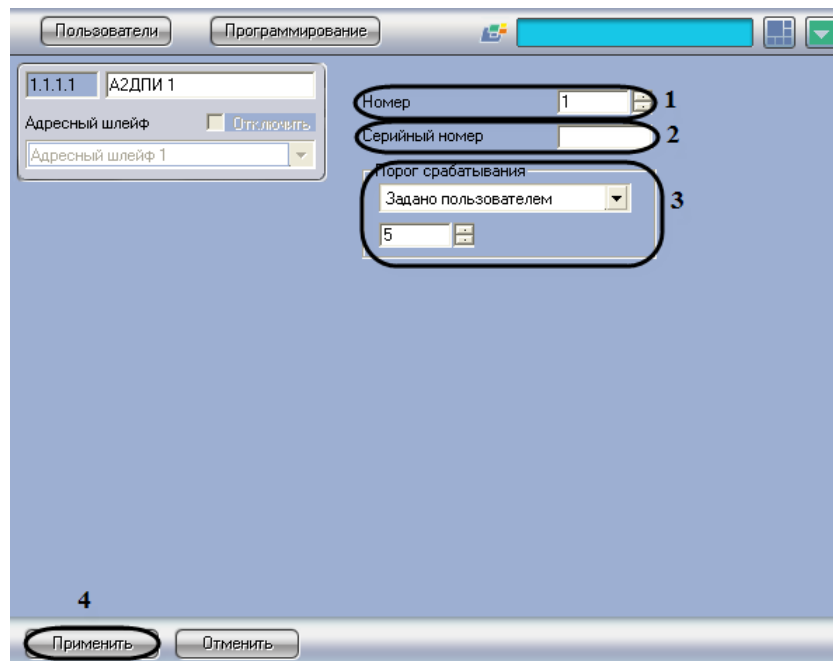 Пользователи Программирование
1.1.1.1 А2ДПИ 1
Адресный шлейф Отключить
Адресный шлейф 1
Номер 1 1
Серийный номер 2
Порог срабатывания
Задано пользователем 3
5
4
Применить Отменить